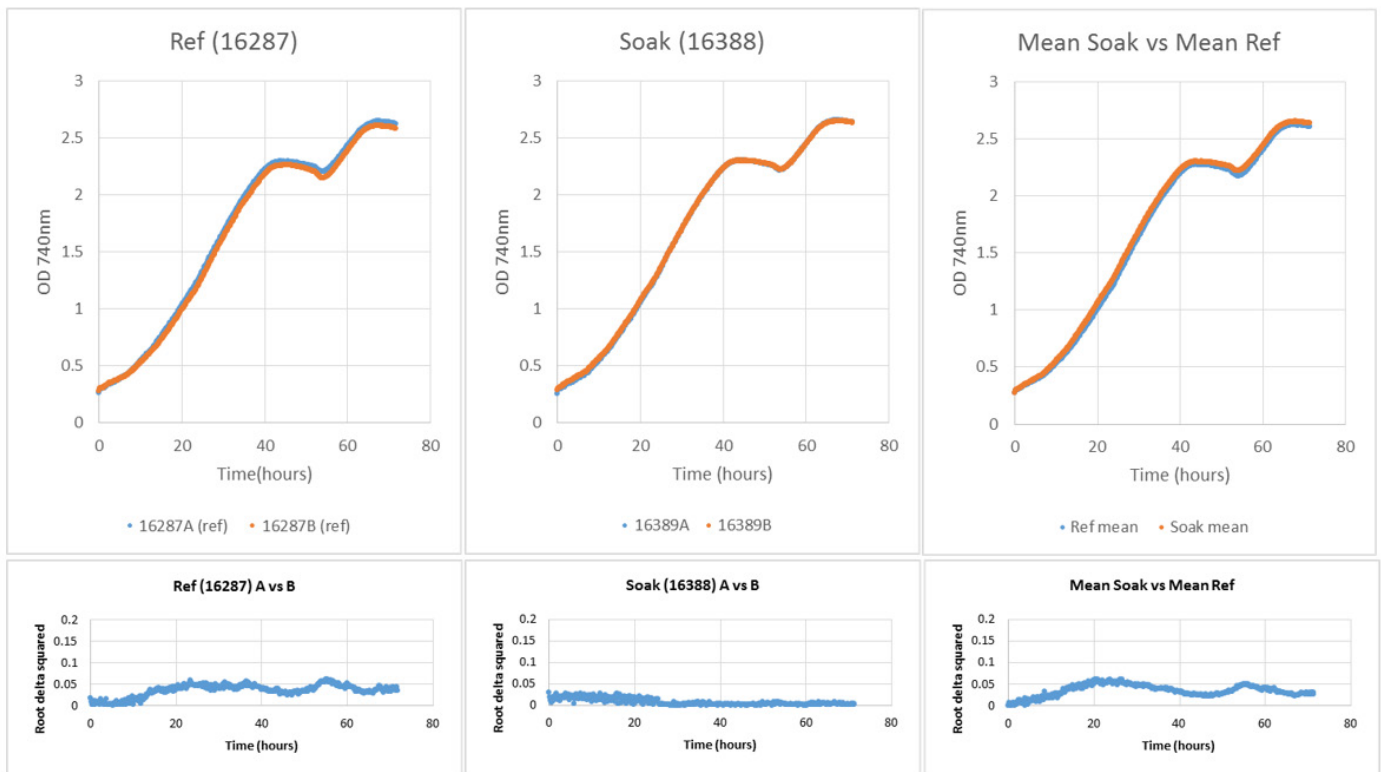 Ref (16287)
3
2.5
2
1.5
1
0.5
0
OD 740nm
0 20 40 60 80
Time(hours)
16287A (ref) 16287B (ref)
Soak (16388)
3
2.5
2
1.5
1
0.5
0
OD 740nm
0 20 40 60 80
Time (hours)
16389A 16389B
Mean Soak vs Mean Ref
3
2.5
2
1.5
1
0.5
0
OD 740nm
0 20 40 60 80
Time (hours)
Ref mean Soak mean
Ref (16287) A vs B
0.2
0.15
0.1
0.05
0
Root delta squared
0 20 40 60 80
Time (hours)
Soak (16388) A vs B
0.2
0.15
0.1
0.05
0
Root delta squared
0 20 40 60 80
Time (hours)
Mean Soak vs Mean Ref
0.2
0.15
0.1
0.05
0
Root delta squared
0 20 40 60 80
Time (hours)